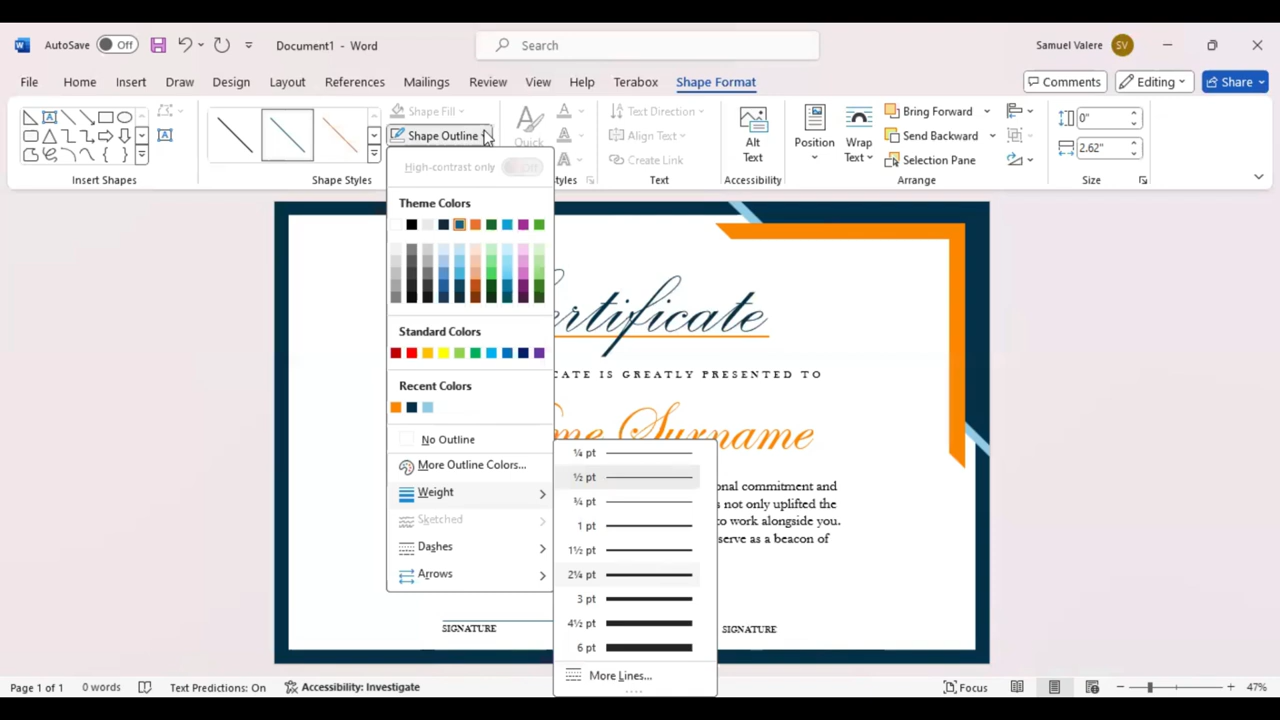 AutoSave Off Document1 - Word Search Samuel Valere SV
File Home Insert Draw Design Layout References Mailings Review View Help Terabox Shape Format Comments Editing Share
Shape Fill Text Direction Bring Forward 0"
Shape Outline Align Text Send Backward
Quick Alt Text Position Wrap Text Create Link Selection Pane 2.62"
Insert Shapes Shape Styles Text Accessibility Arrange Size
High-contrast only
Theme Colors
Standard Colors
Recent Colors
No Outline
More Outline Colors...
Weight
Sketched
Dashes
Arrows
¼ pt
½ pt
¾ pt
1 pt
1½ pt
2¼ pt
3 pt
4½ pt
6 pt
More Lines...
IS GREATLY PRESENTED TO
Surname
commitment and
not only uplifted the
to work alongside you.
serve as a beacon of
SIGNATURE SIGNATURE
Page 1 of 1 0 words Text Predictions: On Accessibility: Investigate Focus 47%